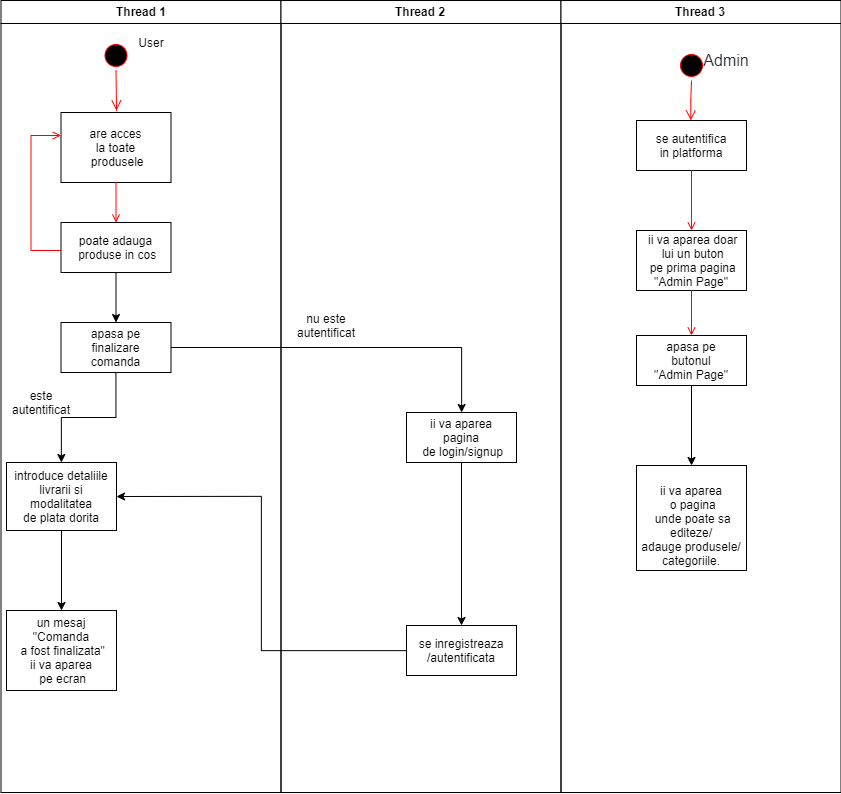 Thread 1
Thread 2
Thread 3
User
are acces
la toate
produsele
poate adauga
produse in cos
apasa pe
finalizare
comanda
este
autentificat
introduce detaliile
livrarii si
modalitatea
de plata dorita
un mesaj
"Comanda
a fost finalizata"
ii va aparea
pe ecran
nu este
autentificat
ii va aparea
pagina
de login/signup
se inregistreaza
/autentificata
Admin
se autentifica
in platforma
ii va aparea doar
lui un buton
pe prima pagina
"Admin Page"
apasa pe
butonul
"Admin Page"
ii va aparea
o pagina
unde poate sa
editeze/
adauge produsele/
categoriile.